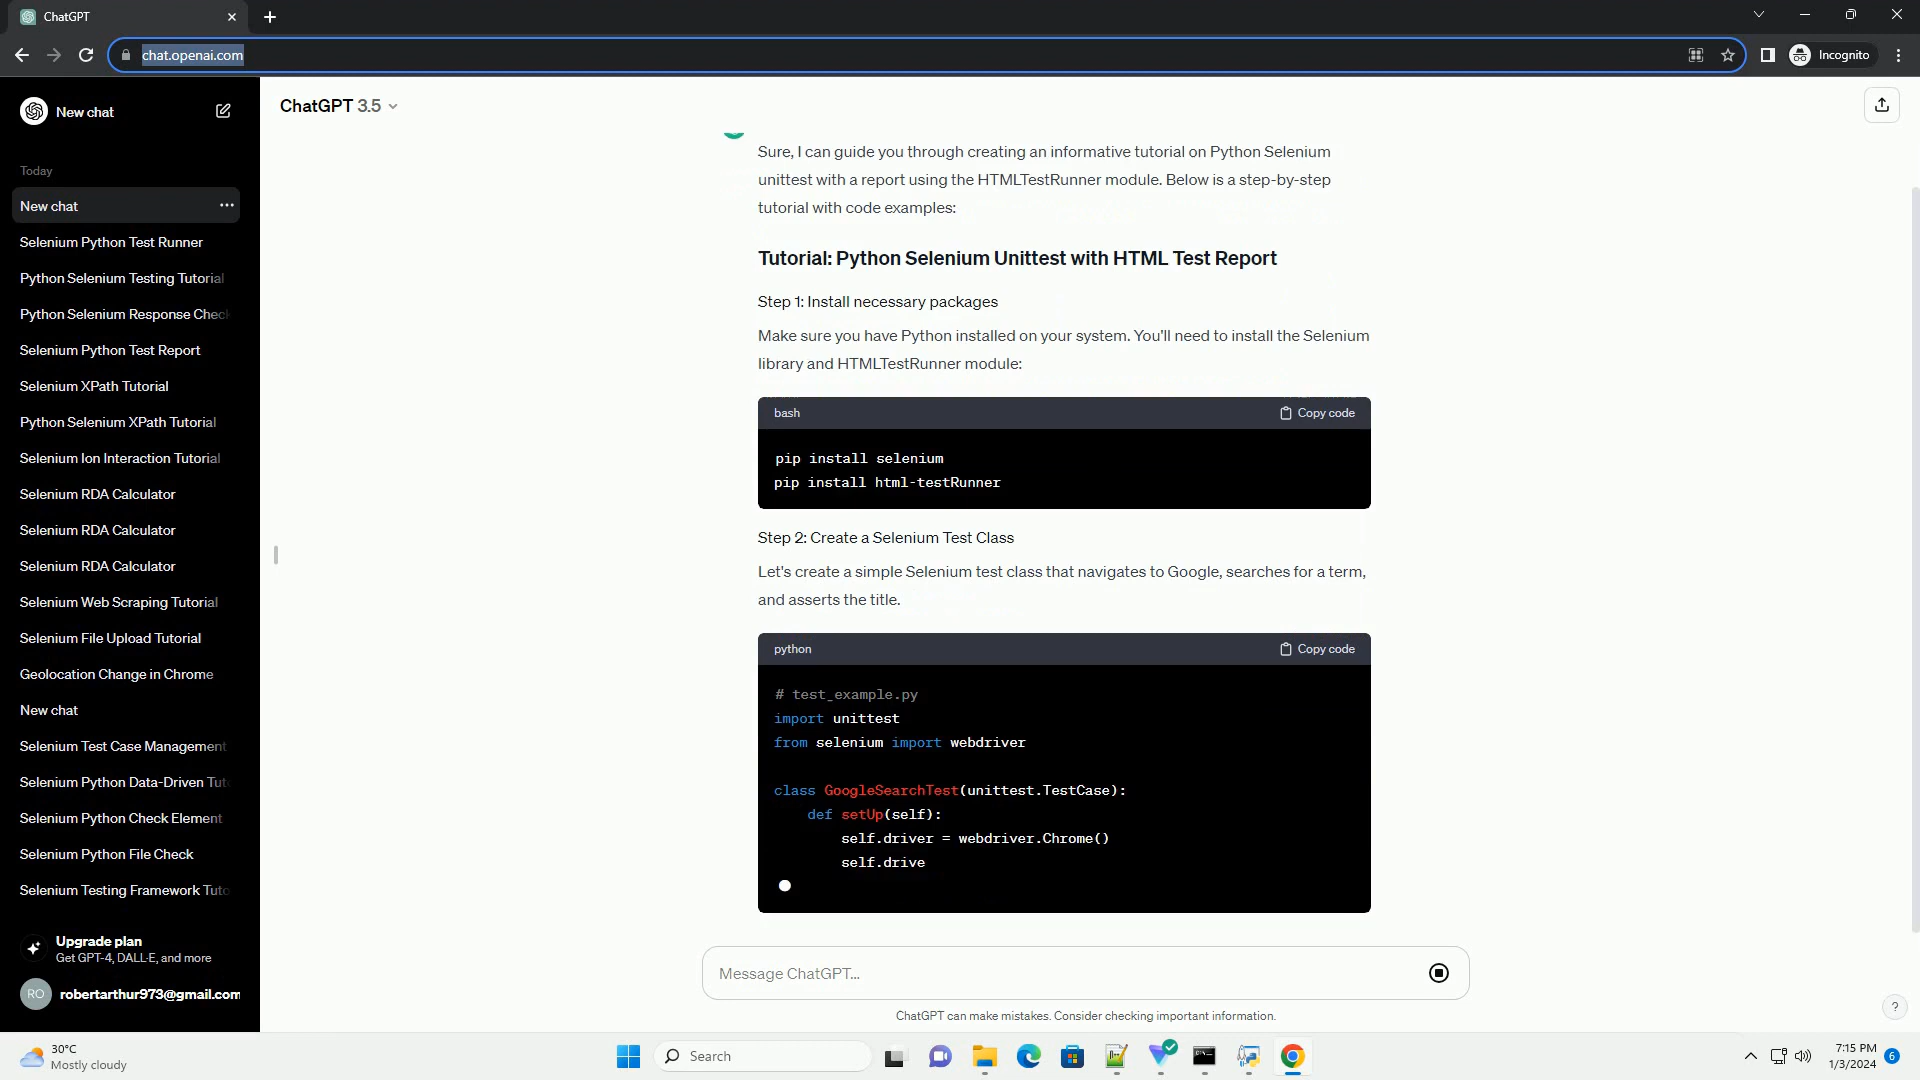 ChatGPT
chat.openai.com
Incognito
New chat
Today
New chat
Selenium Python Test Runner
Python Selenium Testing Tutorial
Python Selenium Response Chec
Selenium Python Test Report
Selenium XPath Tutorial
Python Selenium XPath Tutorial
Selenium Ion Interaction Tutorial
Selenium RDA Calculator
Selenium RDA Calculator
Selenium RDA Calculator
Selenium Web Scraping Tutorial
Selenium File Upload Tutorial
Geolocation Change in Chrome
New chat
Selenium Test Case Management
Selenium Python Data-Driven Tut
Selenium Python Check Element
Selenium Python File Check
Selenium Testing Framework Tuto
Upgrade plan
Get GPT-4, DALL·E, and more
RO
robertarthur973@gmail.com
ChatGPT 3.5
Sure, I can guide you through creating an informative tutorial on Python Selenium
unittest with a report using the HTMLTestRunner module. Below is a step-by-step
tutorial with code examples:
Tutorial: Python Selenium Unittest with HTML Test Report
Step 1: Install necessary packages
Make sure you have Python installed on your system. You'll need to install the Selenium
library and HTMLTestRunner module:
bash
Copy code
pip install selenium
pip install html-testRunner
Step 2: Create a Selenium Test Class
Let's create a simple Selenium test class that navigates to Google, searches for a term,
and asserts the title.
python
Copy code
# test_example.py
import unittest
from selenium import webdriver
class GoogleSearchTest(unittest.TestCase):
def setUp(self):
self.driver = webdriver.Chrome()
self.drive
Message ChatGPT...
ChatGPT can make mistakes. Consider checking important information.
?
30°C
Mostly cloudy
Search
7:15 PM
1/3/2024
6